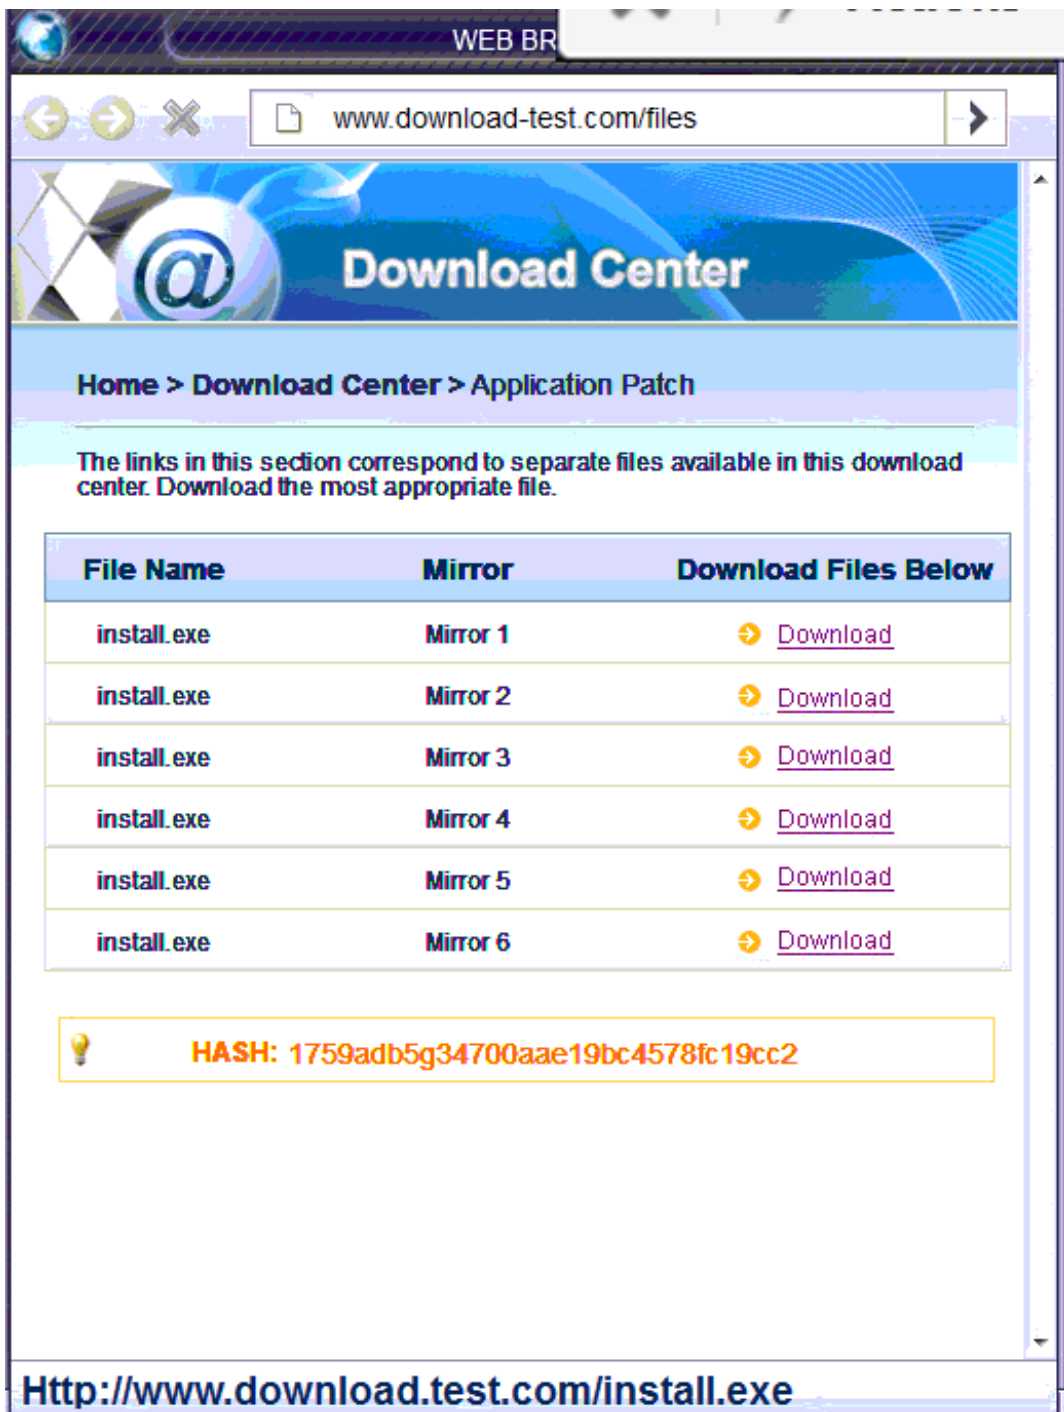 WEB BR
www.download-test.com/files
@
Download Center
Home > Download Center > Application Patch
The links in this section correspond to separate files available in this download
center. Download the most appropriate file.
File Name Mirror Download Files Below
install.exe Mirror 1 Download
install.exe Mirror 2 Download
install.exe Mirror 3 Download
install.exe Mirror 4 Download
install.exe Mirror 5 Download
install.exe Mirror 6 Download
HASH: 1759adb5g34700aae19bc4578fc19cc2
Http://www.download.test.com/install.exe